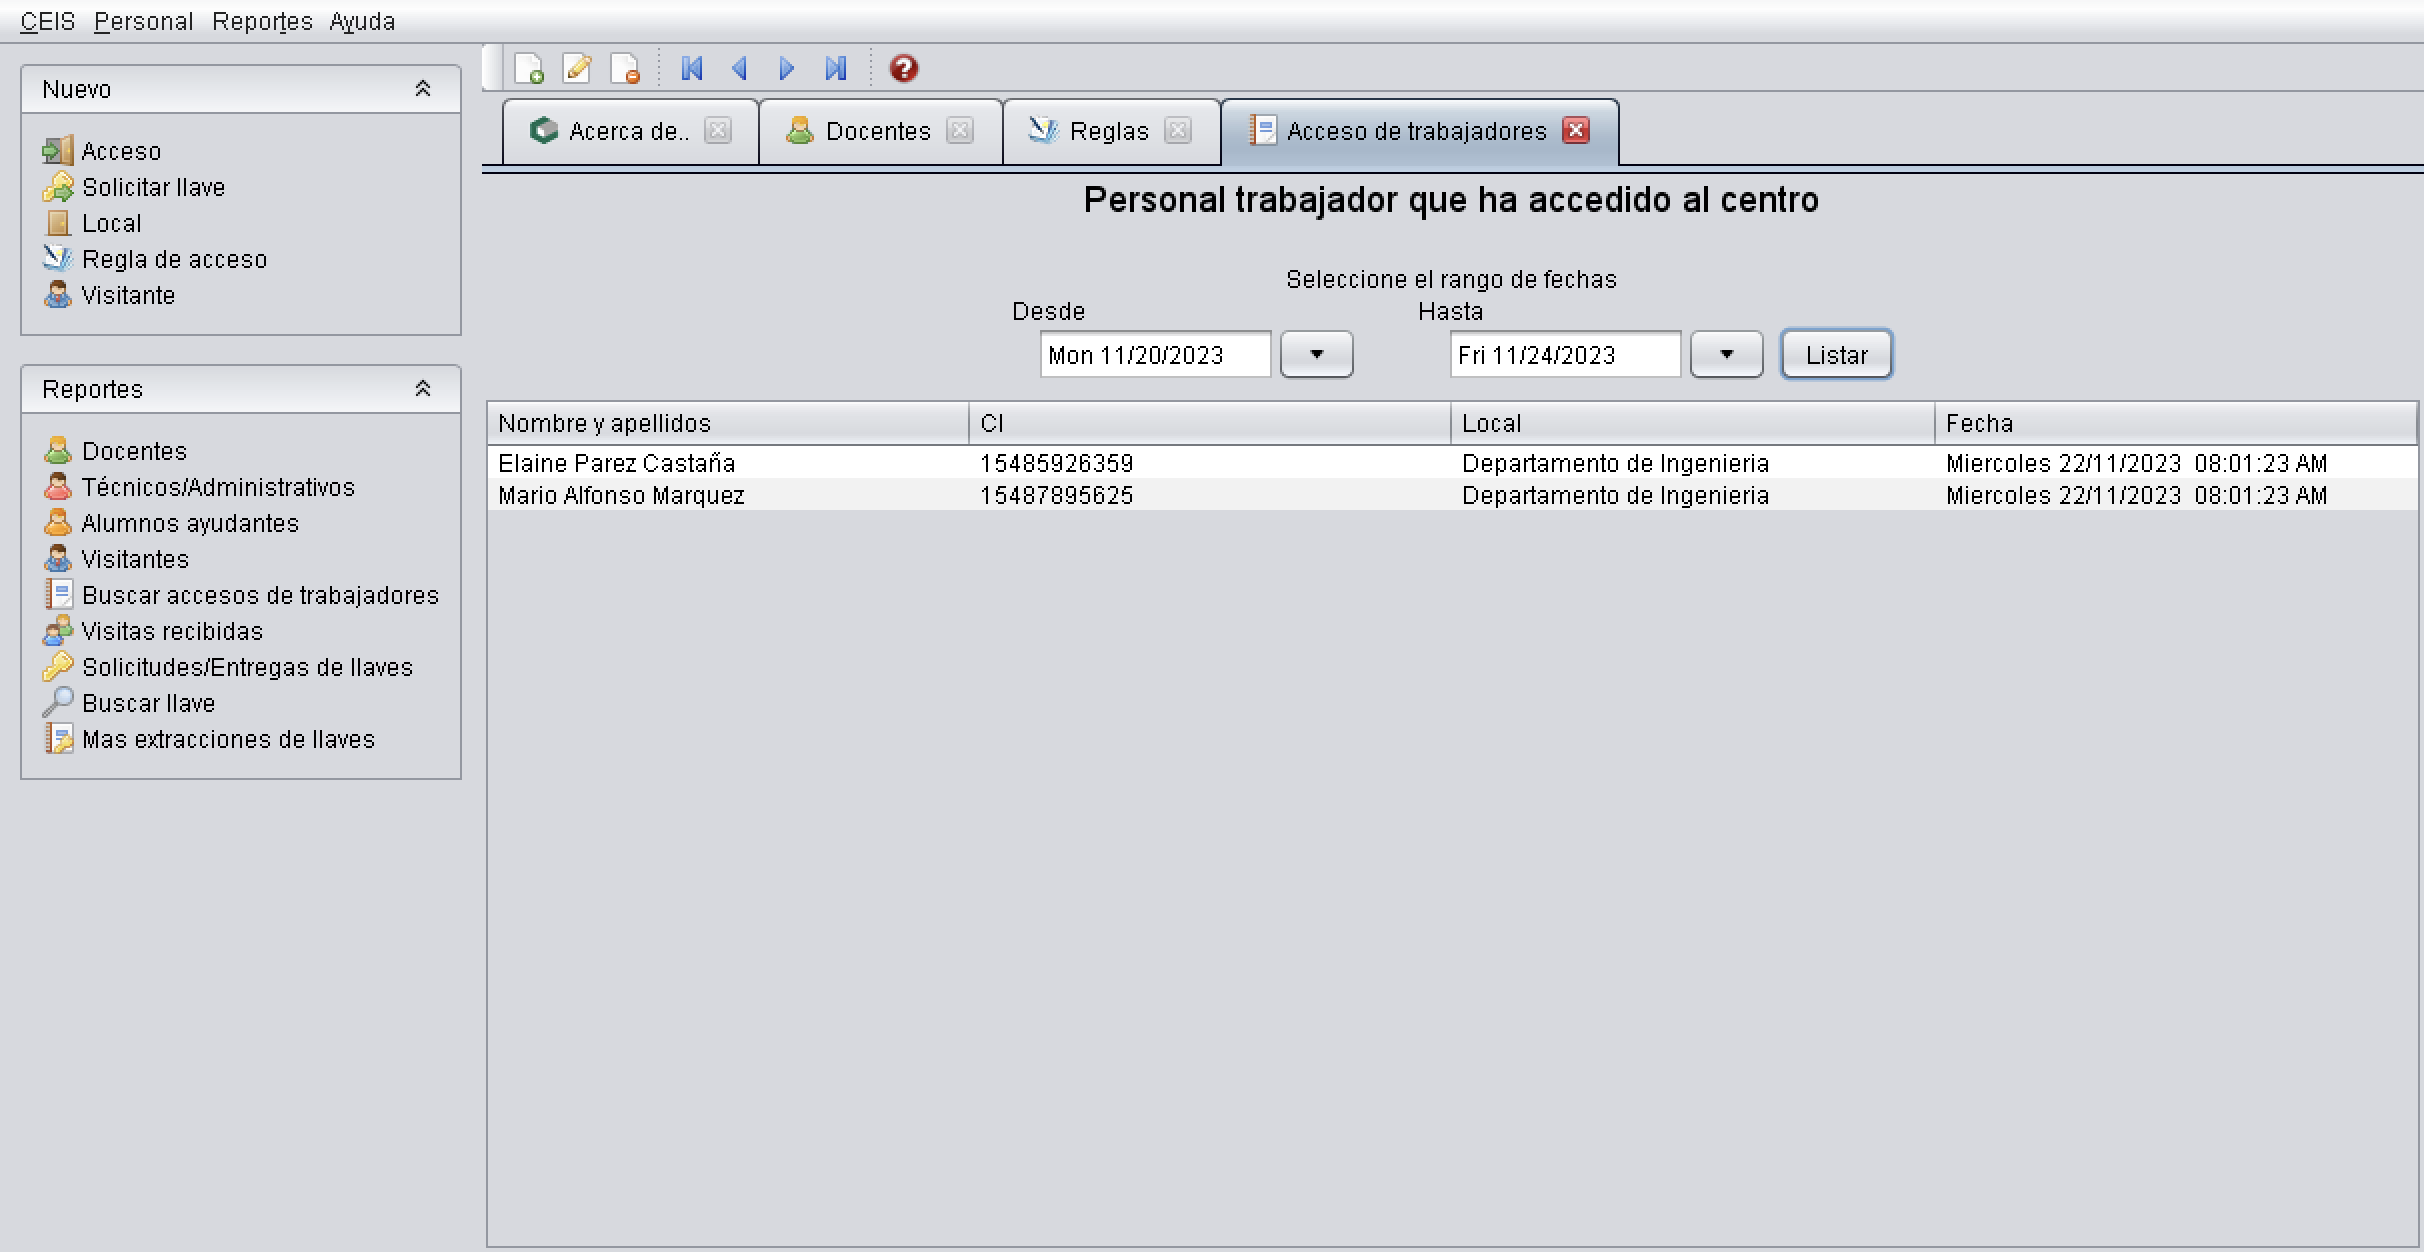 CEIS Personal Reportes Ayuda
Nuevo
Acceso
Solicitar llave
Local
Regla de acceso
Visitante
Reportes
Docentes
Técnicos/Administrativos
Alumnos ayudantes
Visitantes
Buscar accesos de trabajadores
Visitas recibidas
Solicitudes/Entregas de llaves
Buscar llave
Mas extracciones de llaves
Acerca de.. Docentes Reglas Acceso de trabajadores
Personal trabajador que ha accedido al centro
Seleccione el rango de fechas
Desde Hasta
Mon 11/20/2023 Fri 11/24/2023 Listar
Nombre y apellidos CI Local Fecha
Elaine Parez Castaña 15485926359 Departamento de Ingenieria Miercoles 22/11/2023 08:01:23 AM
Mario Alfonso Marquez 15487895625 Departamento de Ingenieria Miercoles 22/11/2023 08:01:23 AM